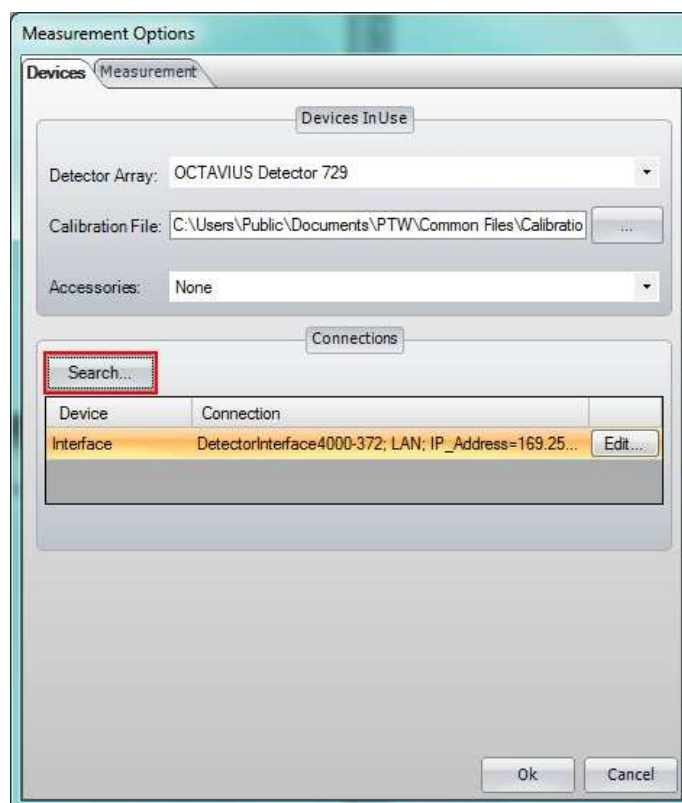 Measurement Options
Devices Measurement
Devices In Use
Detector Array: OCTAVIUS Detector 729
Calibration File: C:\Users\Public\Documents\PTW\Common Files\Calibratio ...
Accessories: None
Connections
Search...
Device Connection
Interface DetectorInterface4000-372; LAN; IP_Address=169.25... Edit...
Ok Cancel